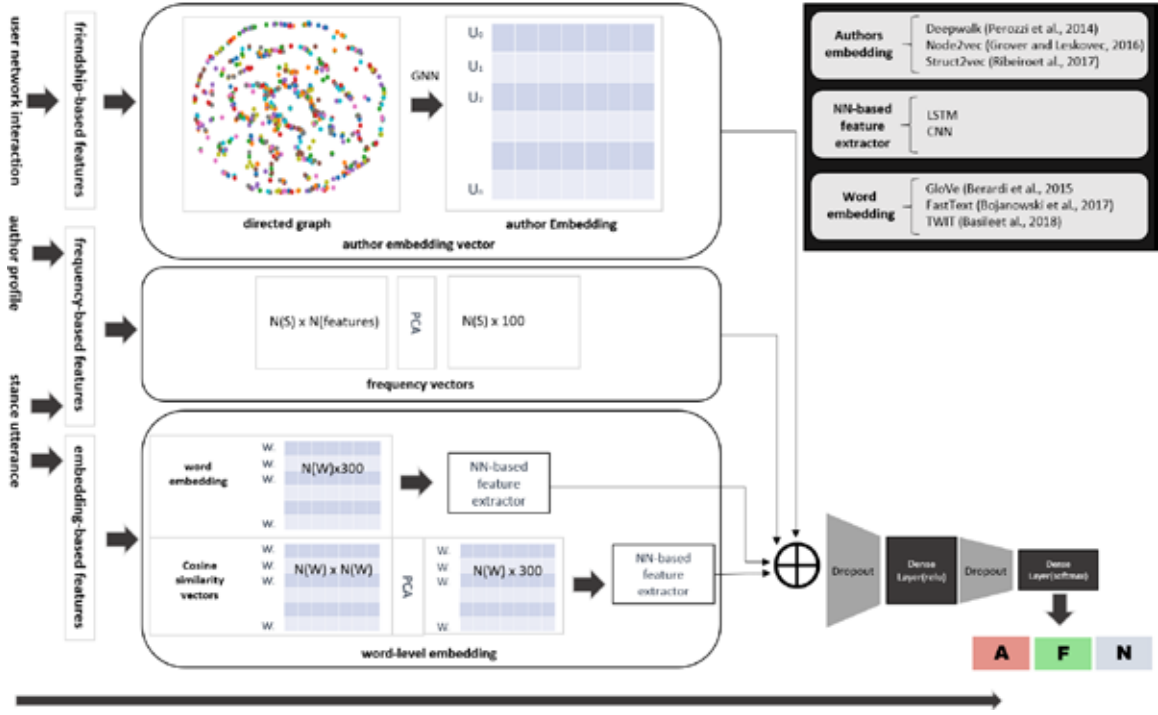 user network interaction
author profile
stance utterance
friendship-based features
frequency-based features
embedding-based features
U₀
U₁
U₂
Uₙ
GNN
directed graph
author Embedding
author embedding vector
N(S) x N(features)
PCA
N(S) x 100
frequency vectors
word
embedding
W.
W.
W.
W.
N(W)x300
NN-based
feature
extractor
Cosine
similarity
vectors
W.
W.
W.
W.
N(W) x N(W)
PCA
W.
W.
W.
W.
N(W) x 300
NN-based
feature
extractor
word-level embedding
Authors
embedding
Deepwalk (Perozzi et al., 2014)
Node2vec (Grover and Leskovec, 2016)
Struct2vec (Ribeiroet al., 2017)
NN-based
feature
extractor
LSTM
CNN
Word
embedding
GloVe (Berardi et al., 2015
FastText (Bojanowski et al., 2017)
TWIT (Basileet al., 2018)
Dropout
Dense
Layer(relu)
Dropout
Dense
Layer(softmax)
A
F
N